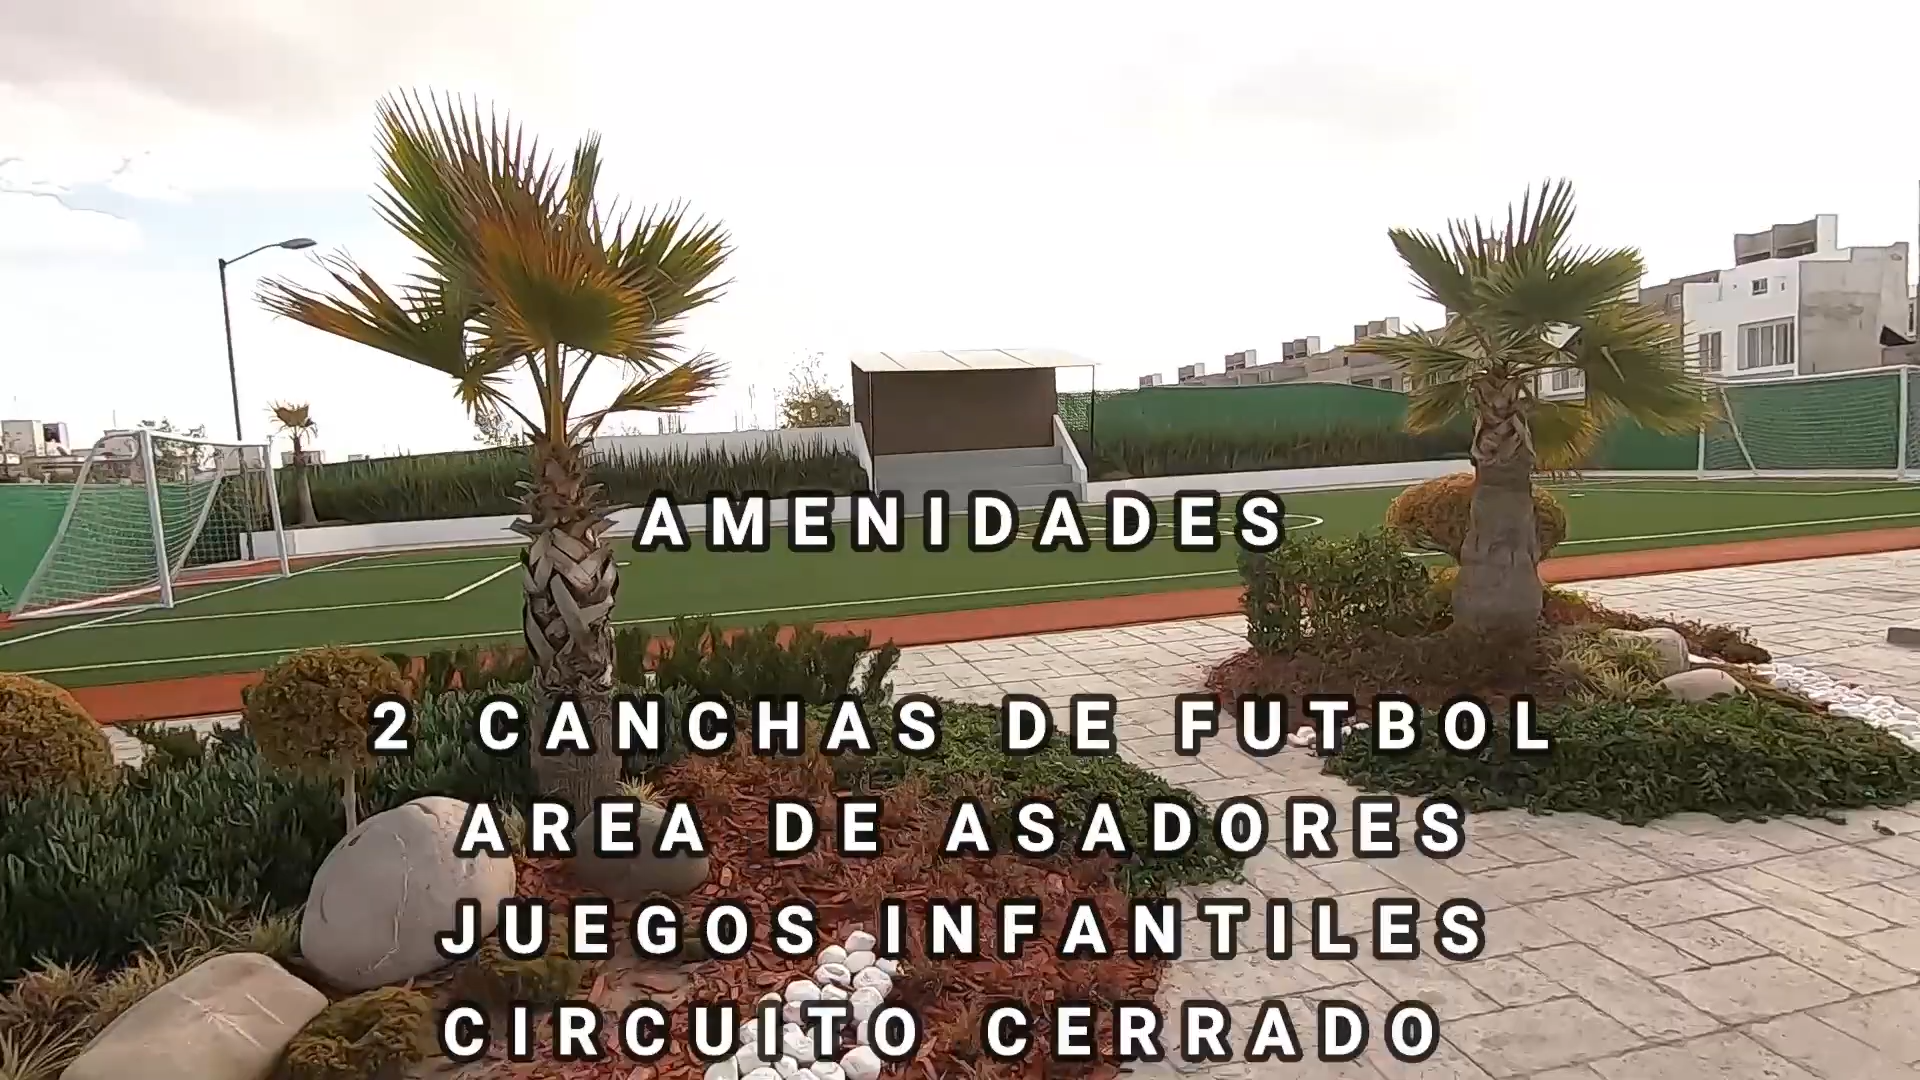 AMENIDADES
2 CANCHAS DE FUTBOL
AREA DE ASADORES
JUEGOS INFANTILES
CIRCUITO CERRADO